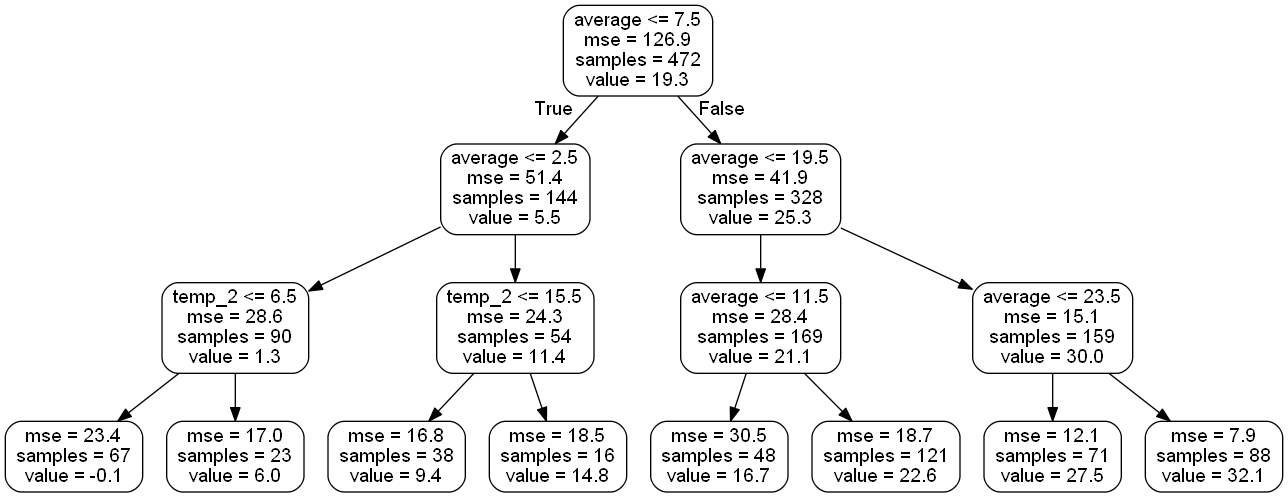 average <= 7.5
mse = 126.9
samples = 472
value = 19.3
True
False
average <= 2.5
mse = 51.4
samples = 144
value = 5.5
average <= 19.5
mse = 41.9
samples = 328
value = 25.3
temp_2 <= 6.5
mse = 28.6
samples = 90
value = 1.3
temp_2 <= 15.5
mse = 24.3
samples = 54
value = 11.4
average <= 11.5
mse = 28.4
samples = 169
value = 21.1
average <= 23.5
mse = 15.1
samples = 159
value = 30.0
mse = 23.4
samples = 67
value = -0.1
mse = 17.0
samples = 23
value = 6.0
mse = 16.8
samples = 38
value = 9.4
mse = 18.5
samples = 16
value = 14.8
mse = 30.5
samples = 48
value = 16.7
mse = 18.7
samples = 121
value = 22.6
mse = 12.1
samples = 71
value = 27.5
mse = 7.9
samples = 88
value = 32.1